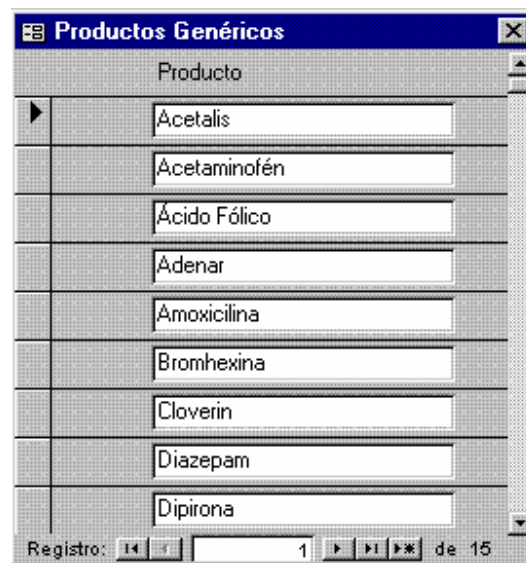 Productos Genéricos
Producto
Acetalis
Acetaminofén
Ácido Fólico
Adenar
Amoxicilina
Bromhexina
Cloverin
Diazepam
Dipirona
Registro: 1 de 15